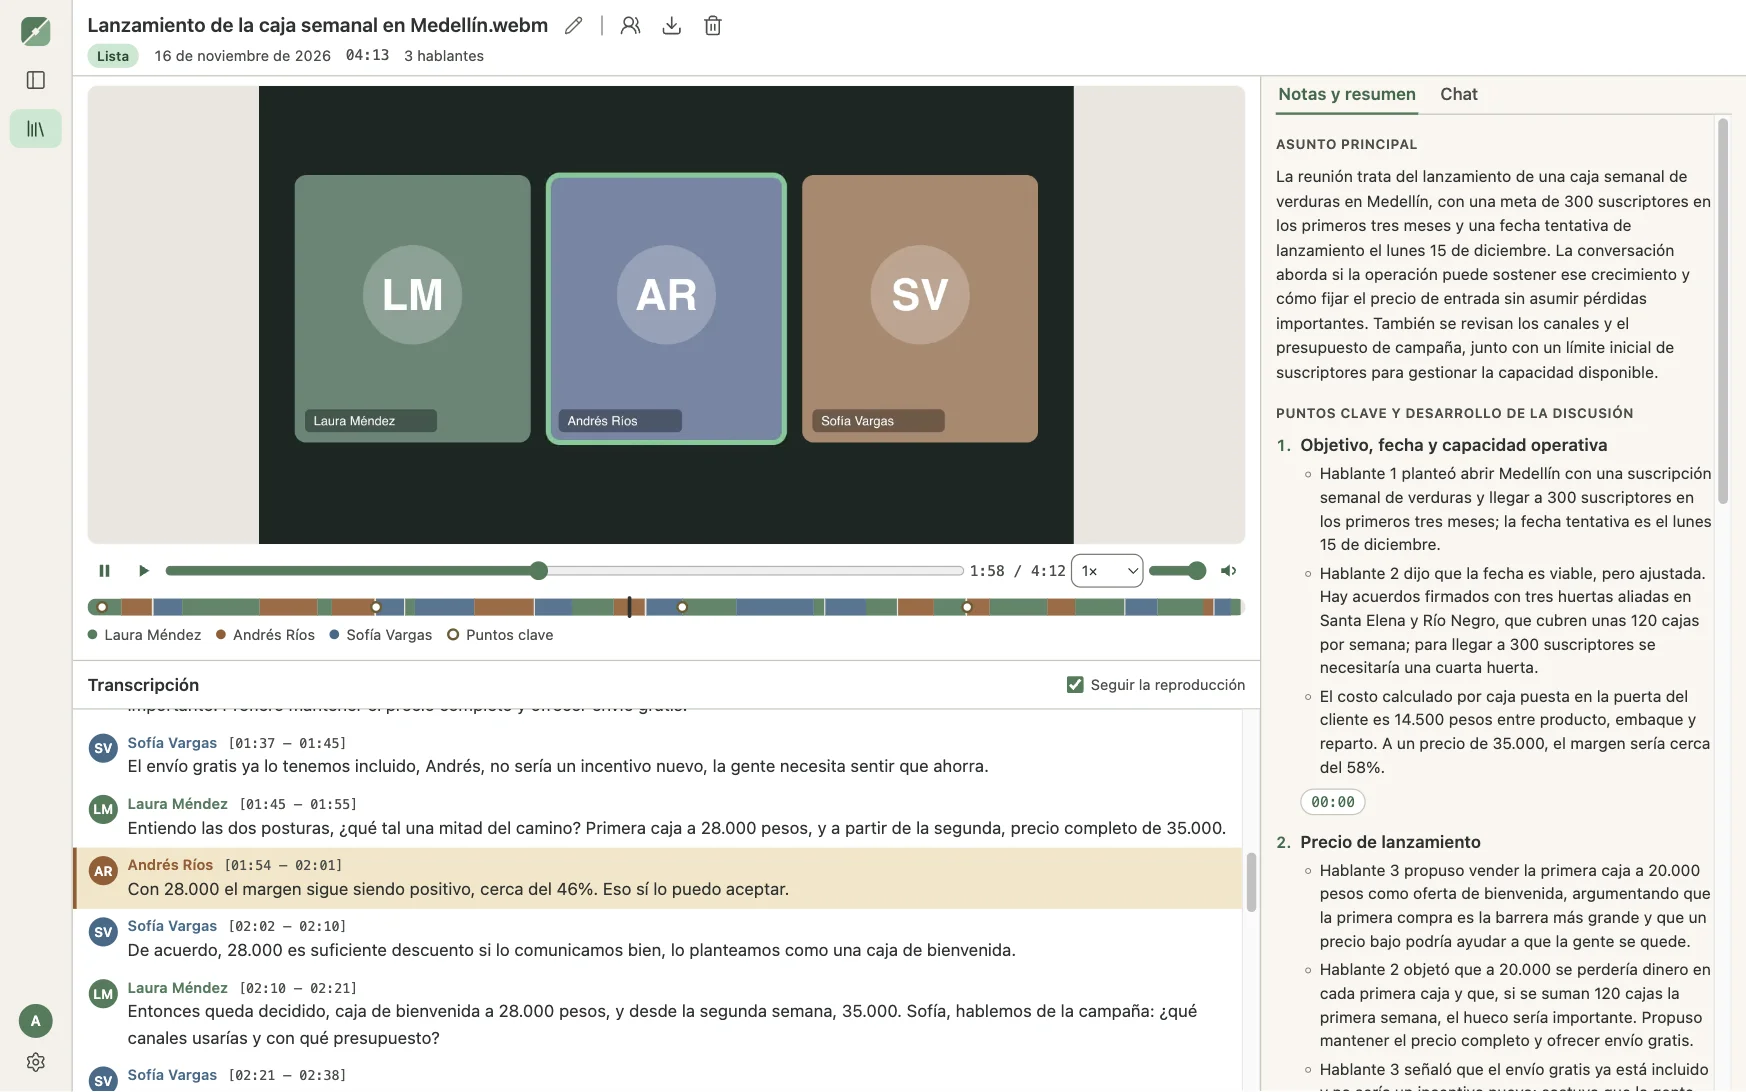 Lanzamiento de la caja semanal en Medellín.webm
Lista 16 de noviembre de 2026 04:13 3 hablantes
LM
AR
SV
Laura Méndez
Andrés Ríos
Sofía Vargas
1:58 / 4:12 1×
Laura Méndez Andrés Ríos Sofía Vargas Puntos clave
Transcripción
Seguir la reproducción
SV Sofía Vargas [01:37 – 01:45]
El envío gratis ya lo tenemos incluido, Andrés, no sería un incentivo nuevo, la gente necesita sentir que ahorra.
LM Laura Méndez [01:45 – 01:55]
Entiendo las dos posturas, ¿qué tal una mitad del camino? Primera caja a 28.000 pesos, y a partir de la segunda, precio completo de 35.000.
AR Andrés Ríos [01:54 – 02:01]
Con 28.000 el margen sigue siendo positivo, cerca del 46%. Eso sí lo puedo aceptar.
SV Sofía Vargas [02:02 – 02:10]
De acuerdo, 28.000 es suficiente descuento si lo comunicamos bien, lo planteamos como una caja de bienvenida.
LM Laura Méndez [02:10 – 02:21]
Entonces queda decidido, caja de bienvenida a 28.000 pesos, y desde la segunda semana, 35.000. Sofía, hablemos de la campaña: ¿qué
canales usarías y con qué presupuesto?
SV Sofía Vargas [02:21 – 02:38]
A
Notas y resumen Chat
ASUNTO PRINCIPAL
La reunión trata del lanzamiento de una caja semanal de
verduras en Medellín, con una meta de 300 suscriptores en
los primeros tres meses y una fecha tentativa de
lanzamiento el lunes 15 de diciembre. La conversación
aborda si la operación puede sostener ese crecimiento y
cómo fijar el precio de entrada sin asumir pérdidas
importantes. También se revisan los canales y el
presupuesto de campaña, junto con un límite inicial de
suscriptores para gestionar la capacidad disponible.
PUNTOS CLAVE Y DESARROLLO DE LA DISCUSIÓN
1. Objetivo, fecha y capacidad operativa
Hablante 1 planteó abrir Medellín con una suscripción
semanal de verduras y llegar a 300 suscriptores en
los primeros tres meses; la fecha tentativa es el lunes
15 de diciembre.
Hablante 2 dijo que la fecha es viable, pero ajustada.
Hay acuerdos firmados con tres huertas aliadas en
Santa Elena y Río Negro, que cubren unas 120 cajas
por semana; para llegar a 300 suscriptores se
necesitaría una cuarta huerta.
El costo calculado por caja puesta en la puerta del
cliente es 14.500 pesos entre producto, embaque y
reparto. A un precio de 35.000, el margen sería cerca
del 58%.
00:00
2. Precio de lanzamiento
Hablante 3 propuso vender la primera caja a 20.000
pesos como oferta de bienvenida, argumentando que
la primera compra es la barrera más grande y que un
precio bajo podría ayudar a que la gente se quede.
Hablante 2 objetó que a 20.000 se perdería dinero en
cada primera caja y que, si se suman 120 cajas la
primera semana, el hueco sería importante. Propuso
mantener el precio completo y ofrecer envío gratis.
Hablante 3 señaló que el envío gratis ya está incluido